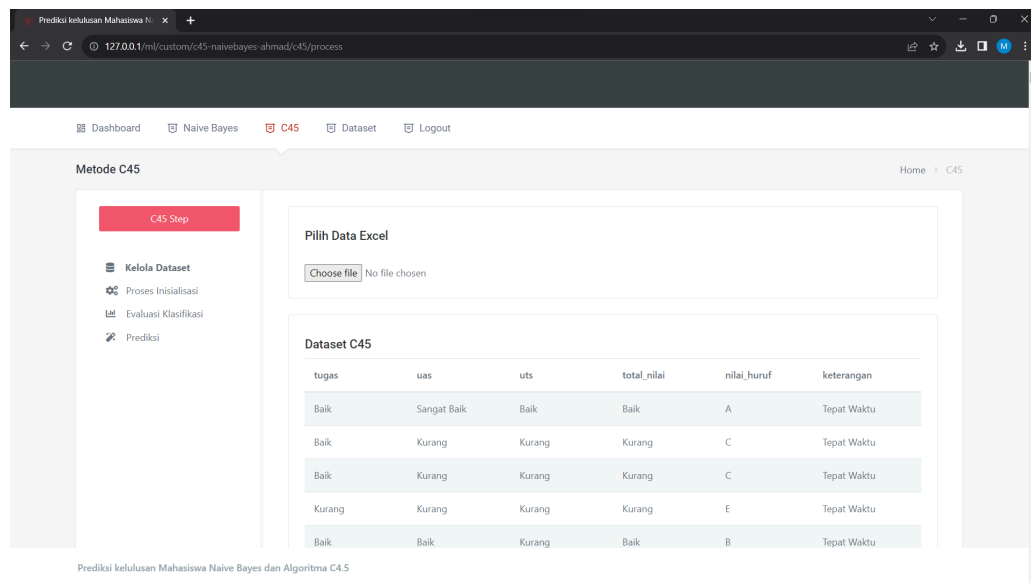 Prediksi kelulusan Mahasiswa N
127.0.0.1/ml/custom/c45-naivebayes-ahmad/c45/process
M
Dashboard Naive Bayes C45 Dataset Logout
Metode C45
Home > C45
C45 Step
Kelola Dataset
Proses Inisialisasi
Evaluasi Klasifikasi
Prediksi
Pilih Data Excel
Choose file No file chosen
Dataset C45
tugas uas uts total_nilai nilai_huruf keterangan
Baik Sangat Baik Baik Baik A Tepat Waktu
Baik Kurang Kurang Kurang C Tepat Waktu
Baik Kurang Kurang Kurang C Tepat Waktu
Kurang Kurang Kurang Kurang E Tepat Waktu
Baik Baik Kurang Baik B Tepat Waktu
Prediksi kelulusan Mahasiswa Naive Bayes dan Algoritma C4.5